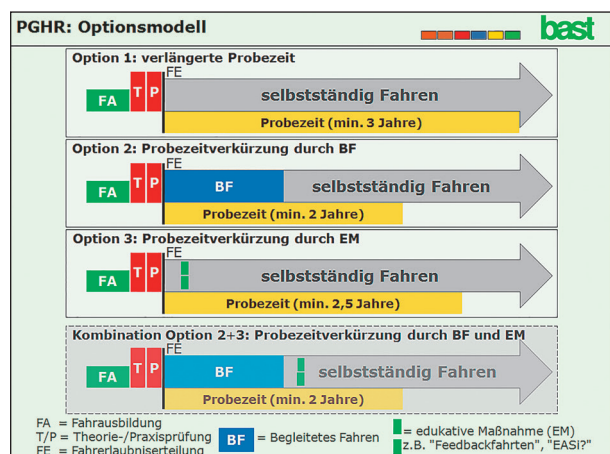 PGHR: Optionsmodell
bast
Option 1: verlängerte Probezeit
FE
FA
T P
selbstständig Fahren
Probezeit (min. 3 Jahre)
Option 2: Probezeitverkürzung durch BF
FE
FA
T P
BF
selbstständig Fahren
Probezeit (min. 2 Jahre)
Option 3: Probezeitverkürzung durch EM
FE
FA
T P
selbstständig Fahren
Probezeit (min. 2,5 Jahre)
Kombination Option 2+3: Probezeitverkürzung durch BF und EM
FE
FA
T P
BF
selbstständig Fahren
Probezeit (min. 2 Jahre)
FA = Fahrausbildung
T/P = Theorie-/Praxisprüfung
FE = Fahrerlaubniserteilung
BF = Begleitetes Fahren
= edukative Maßnahme (EM)
z.B. "Feedbackfahrten", "EASI?"